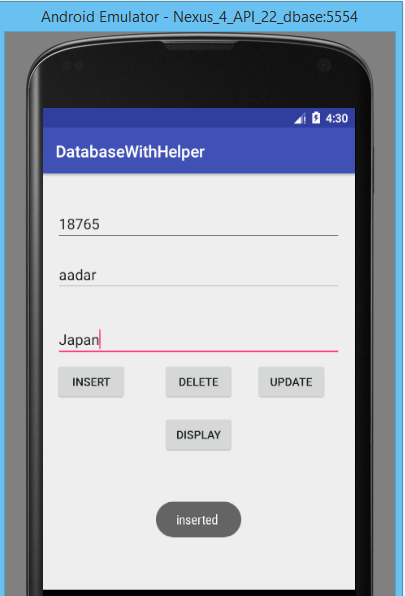 Android Emulator - Nexus_4_API_22_dbase:5554
4:30
DatabaseWithHelper
18765
aadar
Japan
INSERT DELETE UPDATE
DISPLAY
inserted